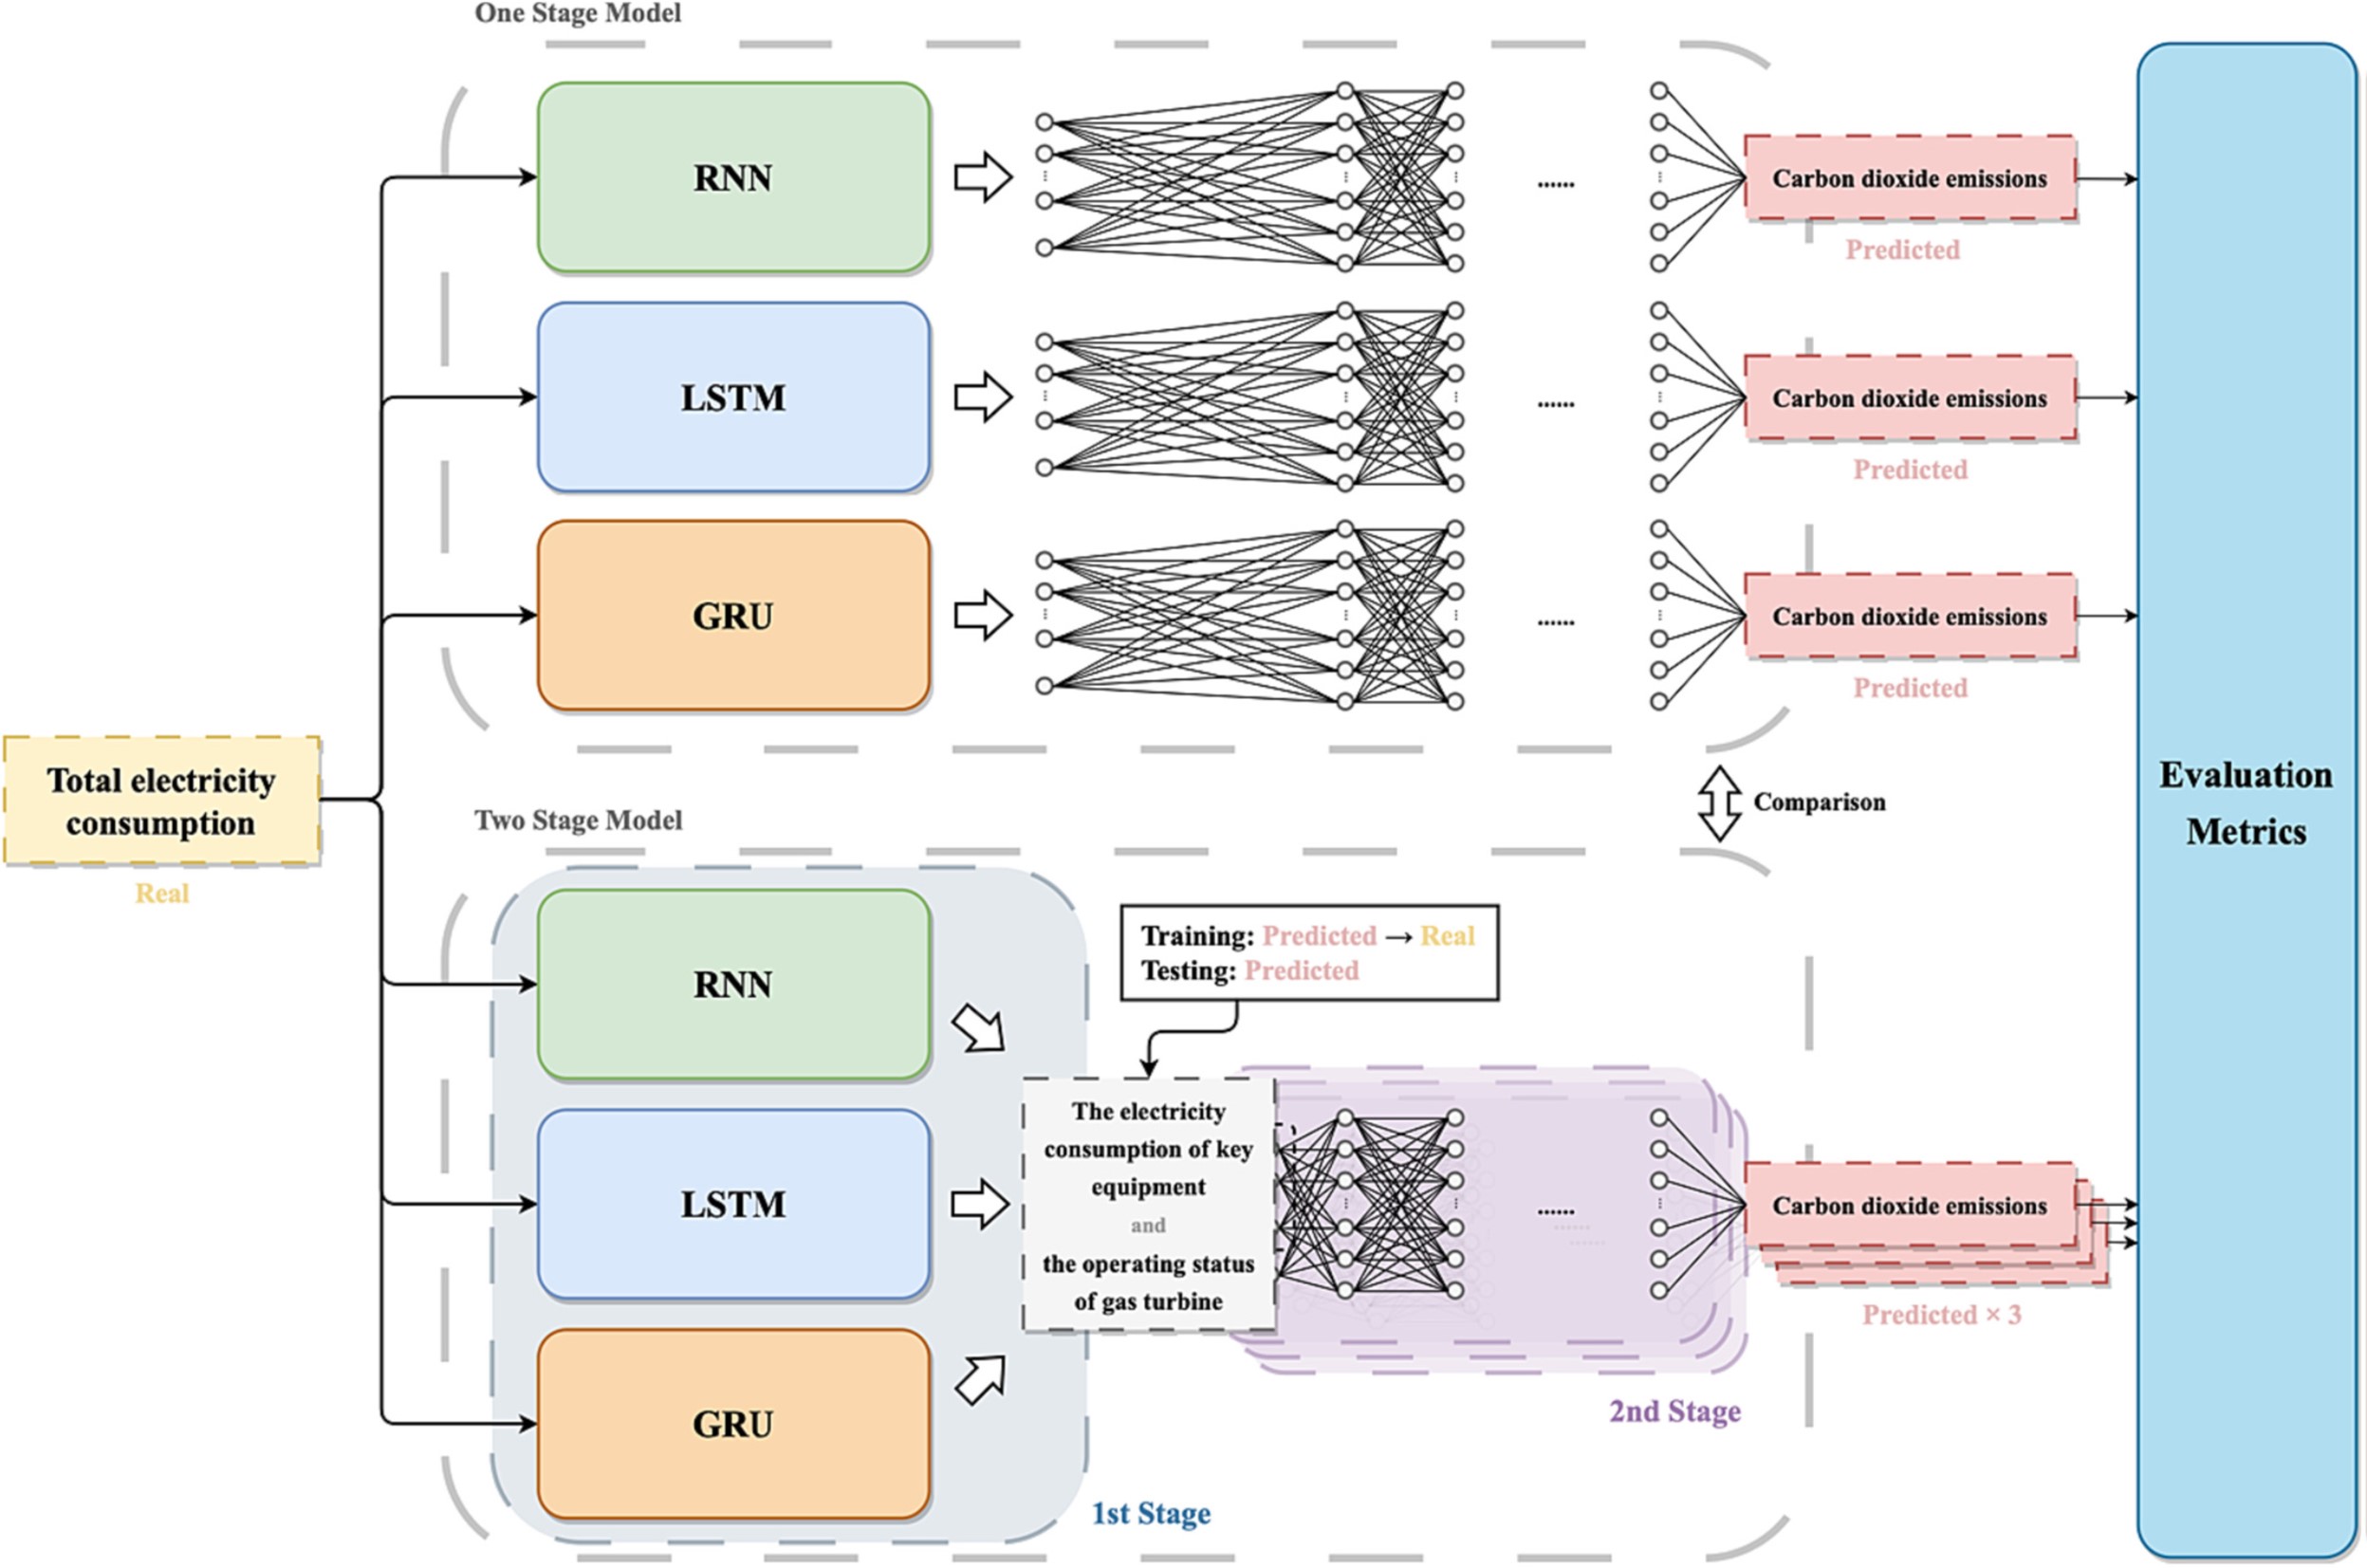 One Stage Model
RNN
......
Carbon dioxide emissions
Predicted
LSTM
......
Carbon dioxide emissions
Predicted
GRU
......
Carbon dioxide emissions
Predicted
Total electricity
consumption
Real
Comparison
Evaluation
Metrics
Two Stage Model
RNN
LSTM
GRU
1st Stage
Training: Predicted → Real
Testing: Predicted
The electricity
consumption of key
equipment
and
the operating status
of gas turbine
......
......
......
2nd Stage
Carbon dioxide emissions
Predicted × 3